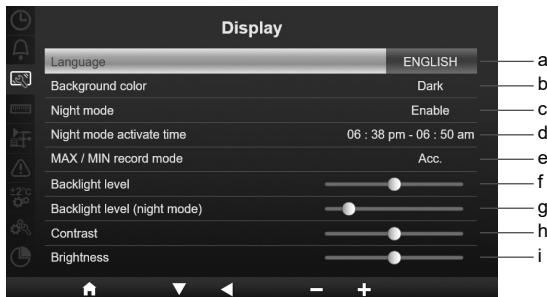 Display
Language ENGLISH a
Background color Dark b
Night mode Enable c
Night mode activate time 06 : 38 pm - 06 : 50 am d
MAX / MIN record mode Acc. e
Backlight level f
Backlight level (night mode) g
Contrast h
Brightness i
±2°C